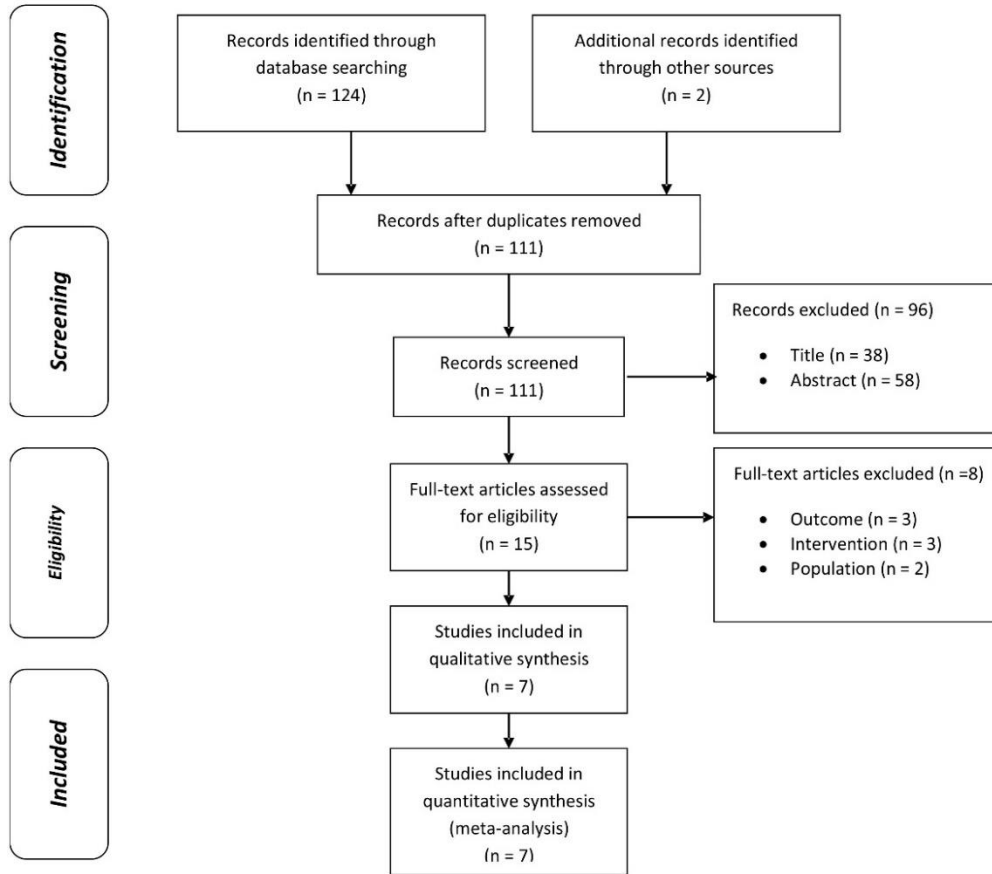 Identification
Records identified through
database searching
(n = 124)
Additional records identified
through other sources
(n = 2)
Records after duplicates removed
(n = 111)
Screening
Records screened
(n = 111)
Records excluded (n = 96)
• Title (n = 38)
• Abstract (n = 58)
Eligibility
Full-text articles assessed
for eligibility
(n = 15)
Full-text articles excluded (n =8)
• Outcome (n = 3)
• Intervention (n = 3)
• Population (n = 2)
Studies included in
qualitative synthesis
(n = 7)
Included
Studies included in
quantitative synthesis
(meta-analysis)
(n = 7)